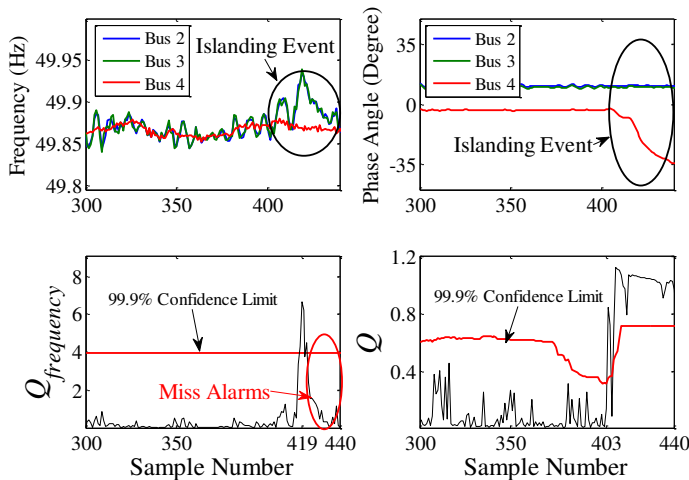 Frequency (Hz)
49.95
49.9
49.85
49.8
Bus 2
Bus 3
Bus 4
Islanding Event
300
350
400
Phase Angle (Degree)
35
0
-35
Bus 2
Bus 3
Bus 4
Islanding Event
300
350
400
Qfrequency
8
6
4
2
99.9% Confidence Limit
Miss Alarms
300
350
419
440
Sample Number
Q
1.2
0.8
0.4
99.9% Confidence Limit
300
350
403
440
Sample Number